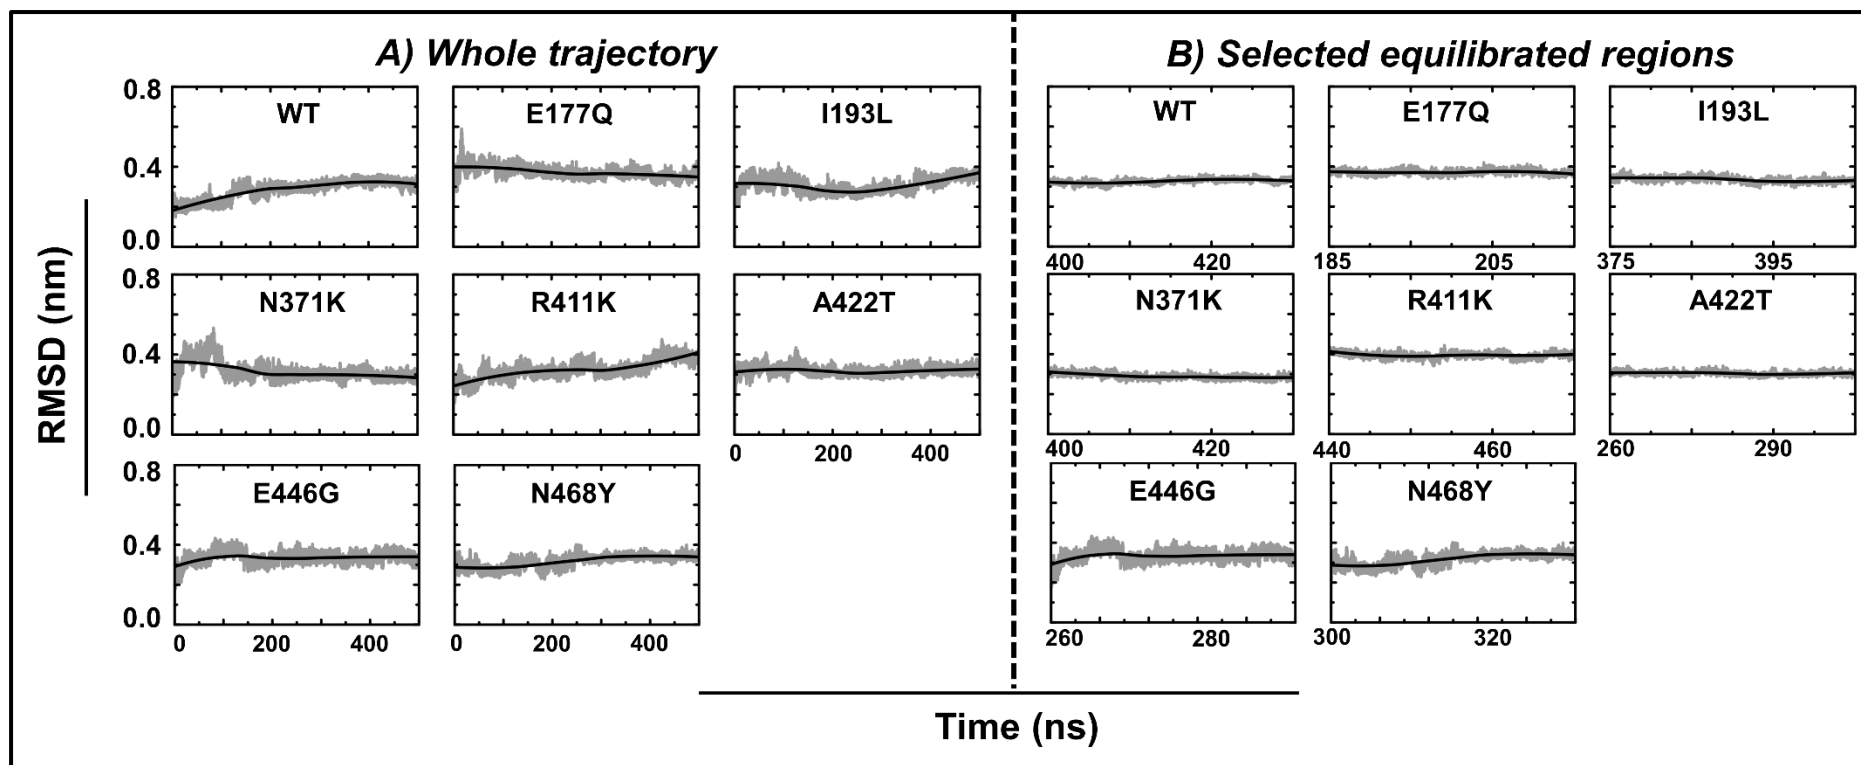 A) Whole trajectory
B) Selected equilibrated regions
0.8 WT E177Q I193L WT E177Q I193L
0.4
0.0
400 420 185 205 375 395
0.8 N371K R411K A422T N371K R411K A422T
0.4
0.0
0 200 400 400 420 440 460 260 290
0.8 E446G N468Y E446G N468Y
0.4
0.0
0 200 400 0 200 400 260 280 300 320
RMSD (nm)
Time (ns)